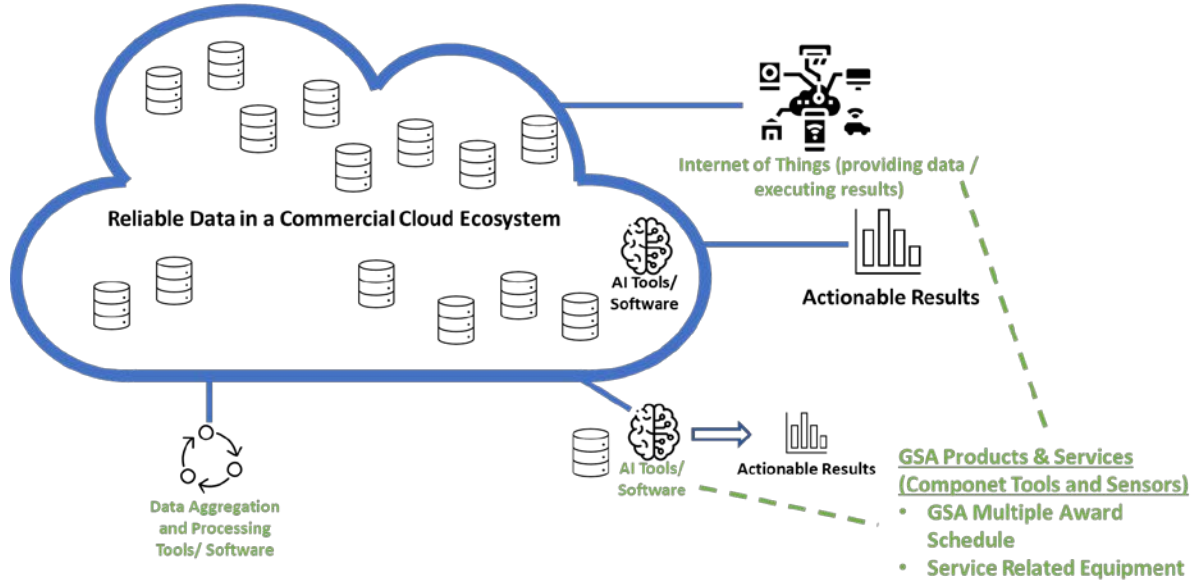 Internet of Things (providing data /
executing results)
Reliable Data in a Commercial Cloud Ecosystem
AI Tools/
Software
Actionable Results
AI Tools/
Software
Actionable Results
Data Aggregation
and Processing
Tools/ Software
GSA Products & Services
(Componet Tools and Sensors)
• GSA Multiple Award
Schedule
• Service Related Equipment